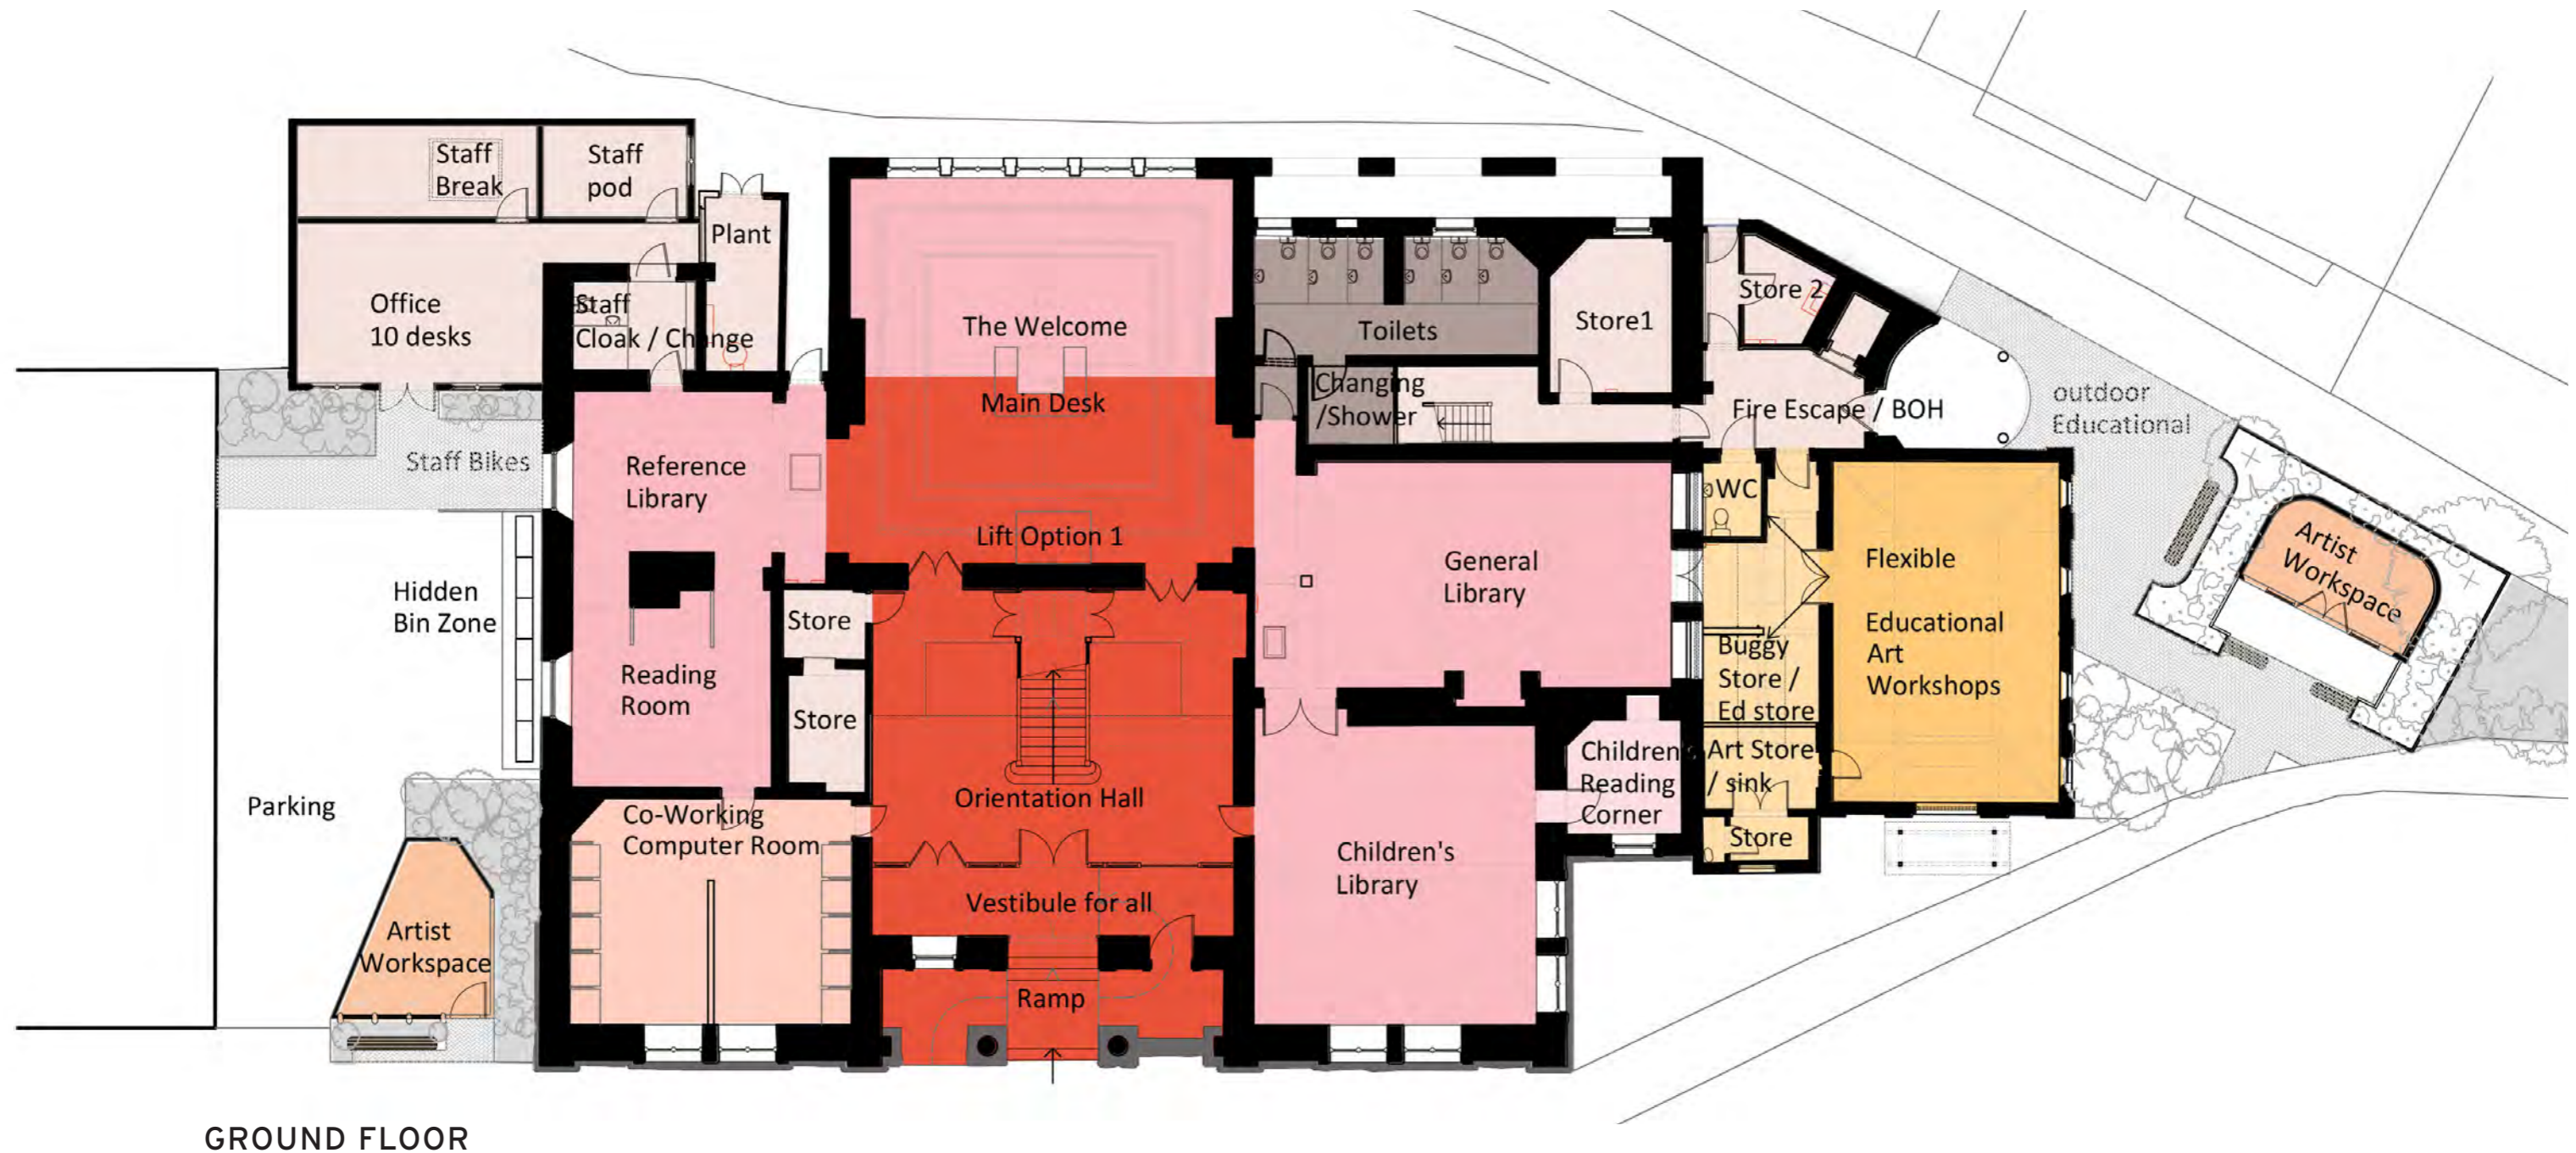 Staff
Break
Staff
pod
Plant
Office
10 desks
Staff
Cloak / Change
The Welcome
Main Desk
Lift Option 1
Toilets
Store1
Store 2
Changing
/Shower
Fire Escape / BOH
outdoor
Educational
Staff Bikes
Reference
Library
Hidden
Bin Zone
Reading
Room
Store
Store
General
Library
WC
Flexible
Educational
Art
Workshops
Artist
Workspace
Buggy
Store /
Ed store
Orientation Hall
Children's
Reading
Corner
Art Store
/ sink
Store
Parking
Co-Working
Computer Room
Children's
Library
Vestibule for all
Artist
Workspace
Ramp
GROUND FLOOR